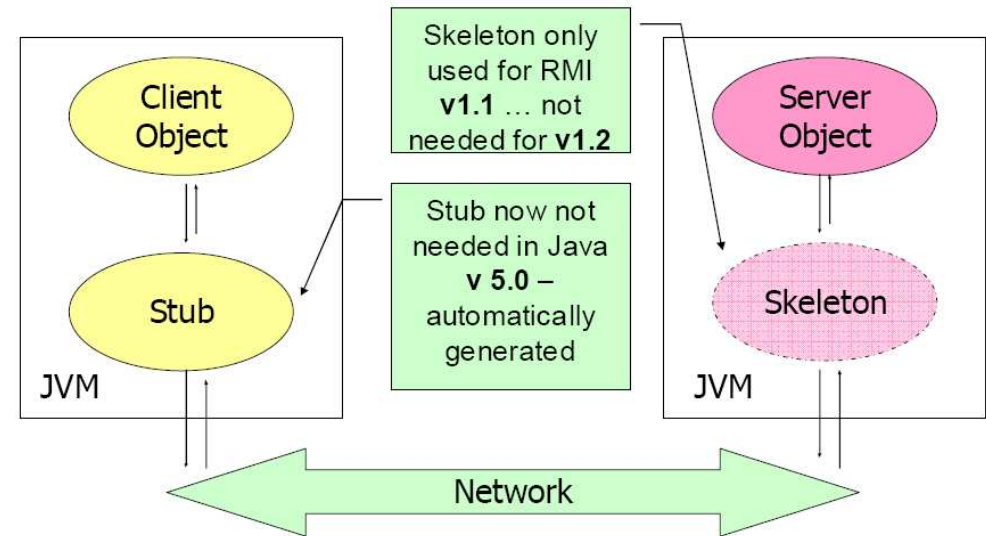 Client
Object
Stub
JVM
Skeleton only
used for RMI
v1.1 … not
needed for v1.2
Stub now not
needed in Java
v 5.0 –
automatically
generated
Server
Object
Skeleton
JVM
Network